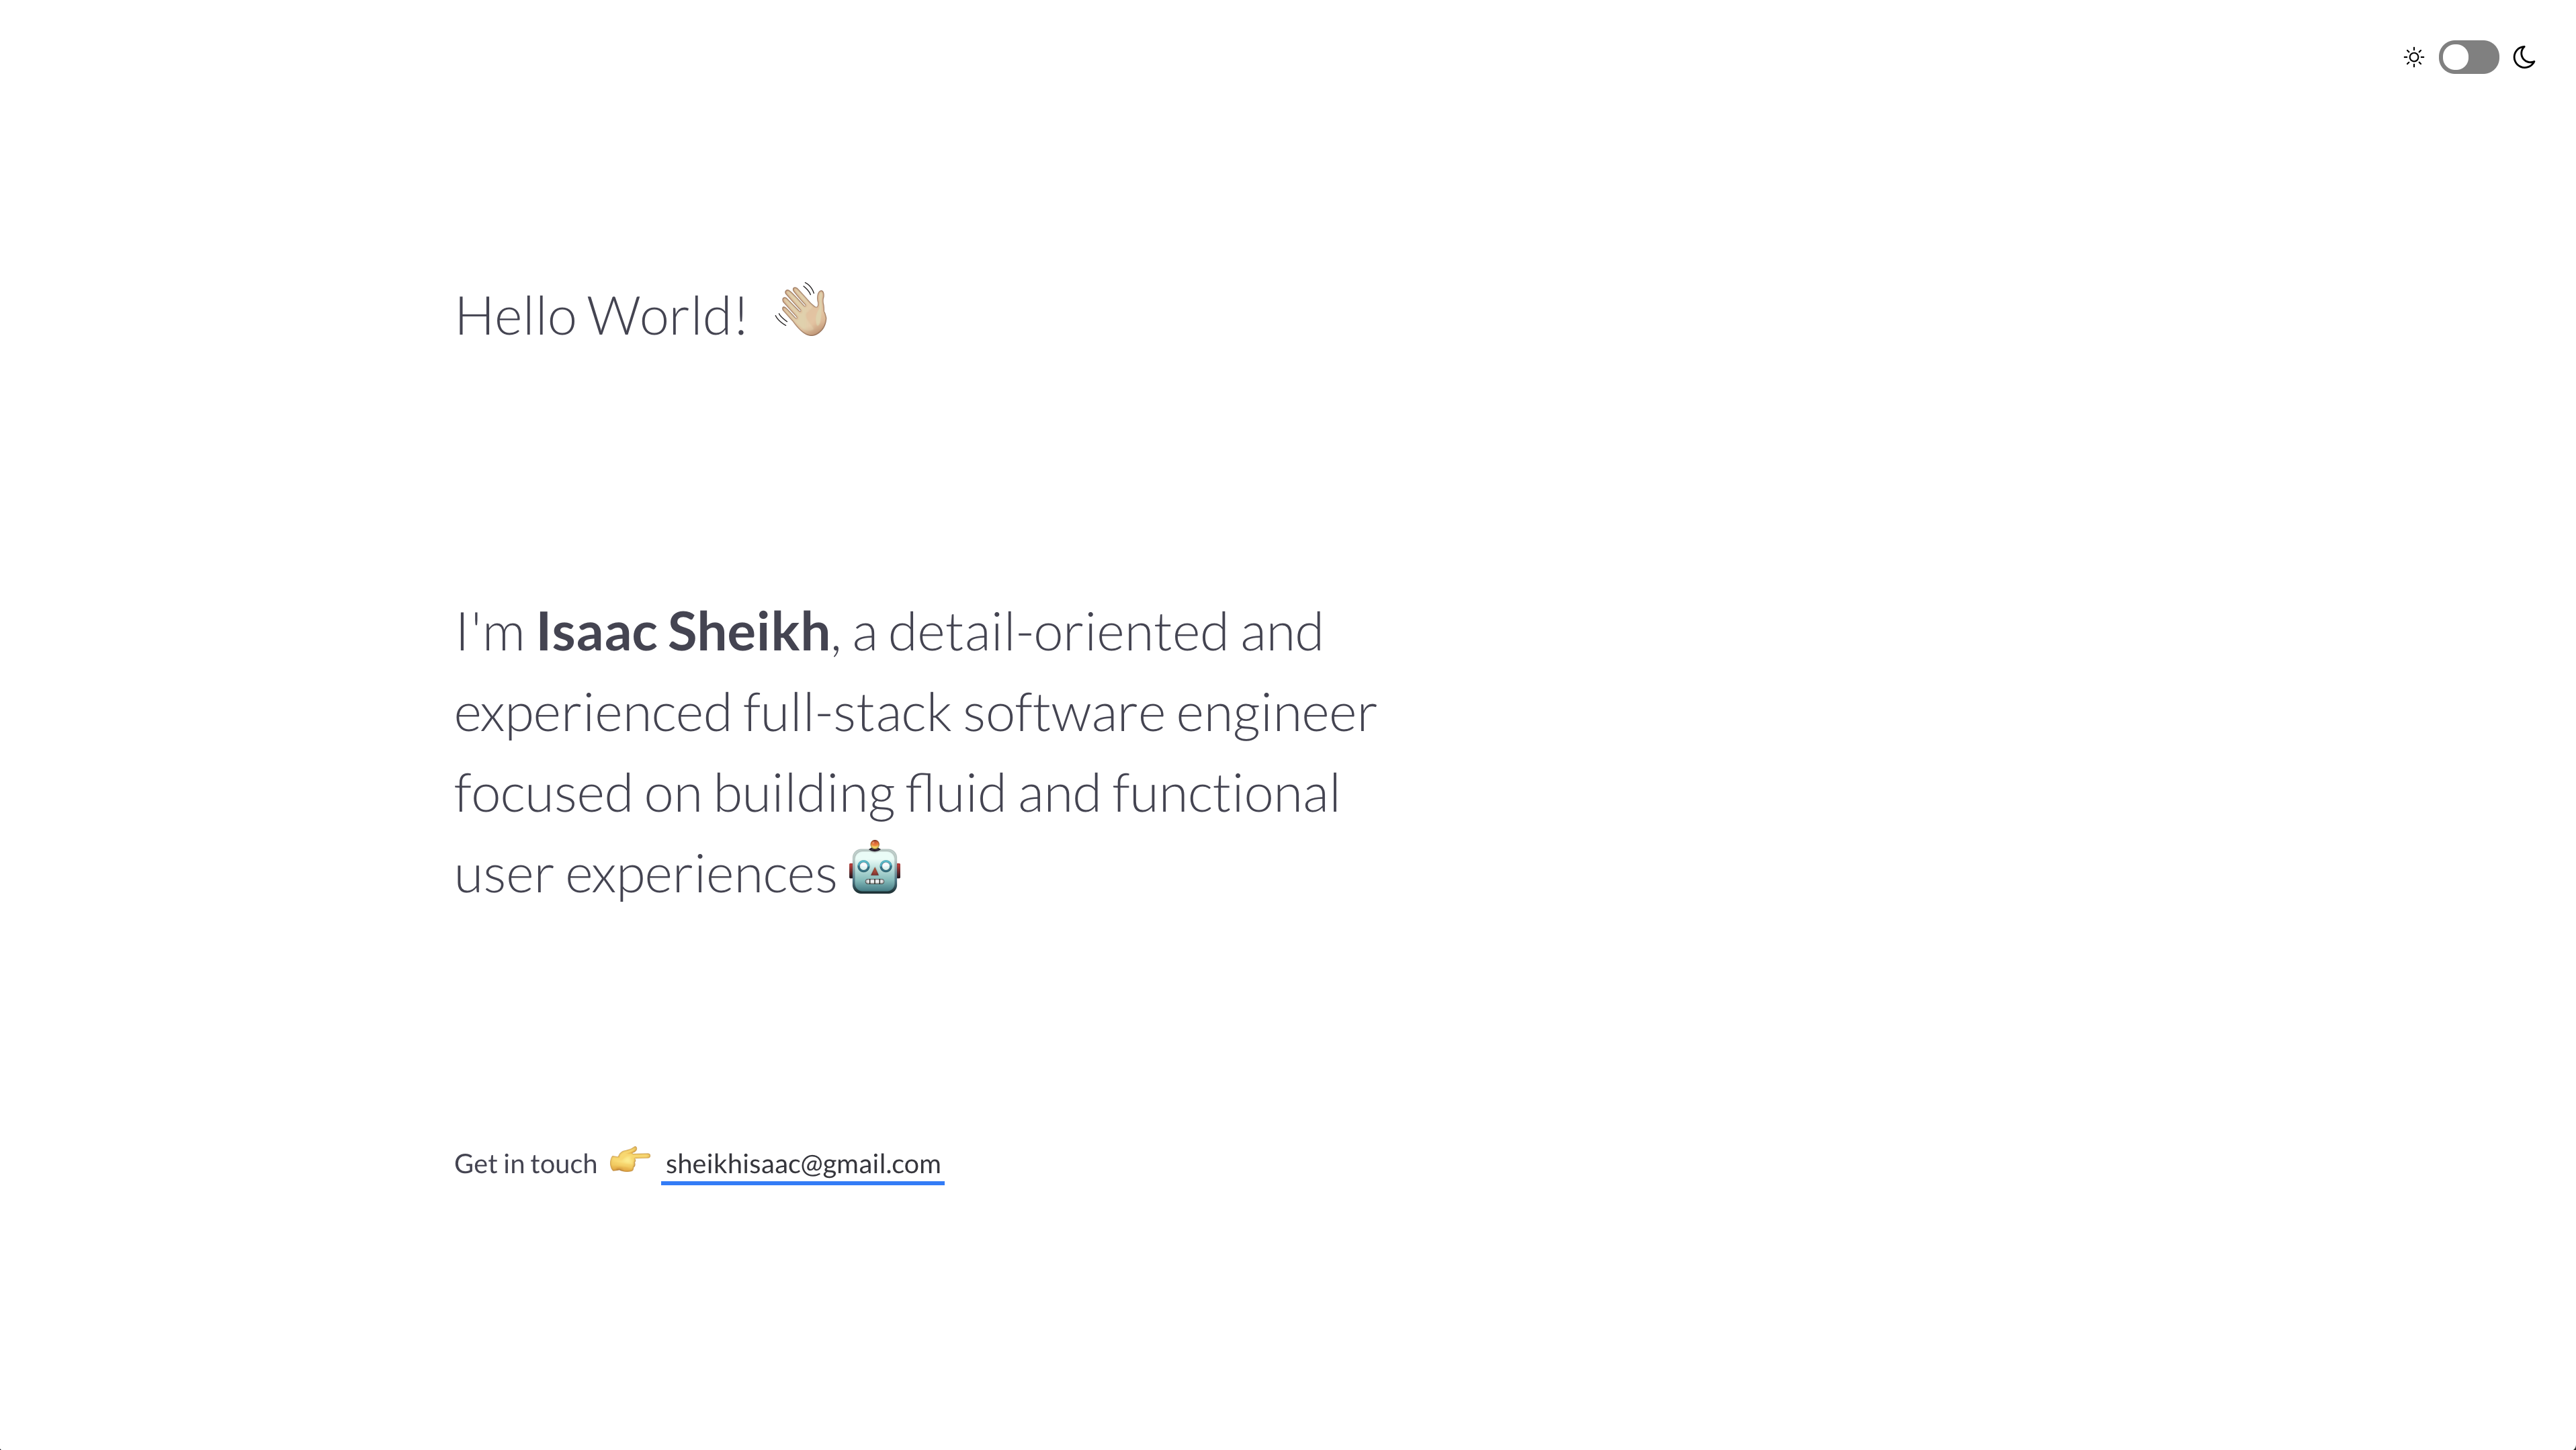 Hello World! 👋🏼
I'm Isaac Sheikh, a detail-oriented and
experienced full-stack software engineer
focused on building fluid and functional
user experiences 🤖
Get in touch 👉 sheikhisaac@gmail.com